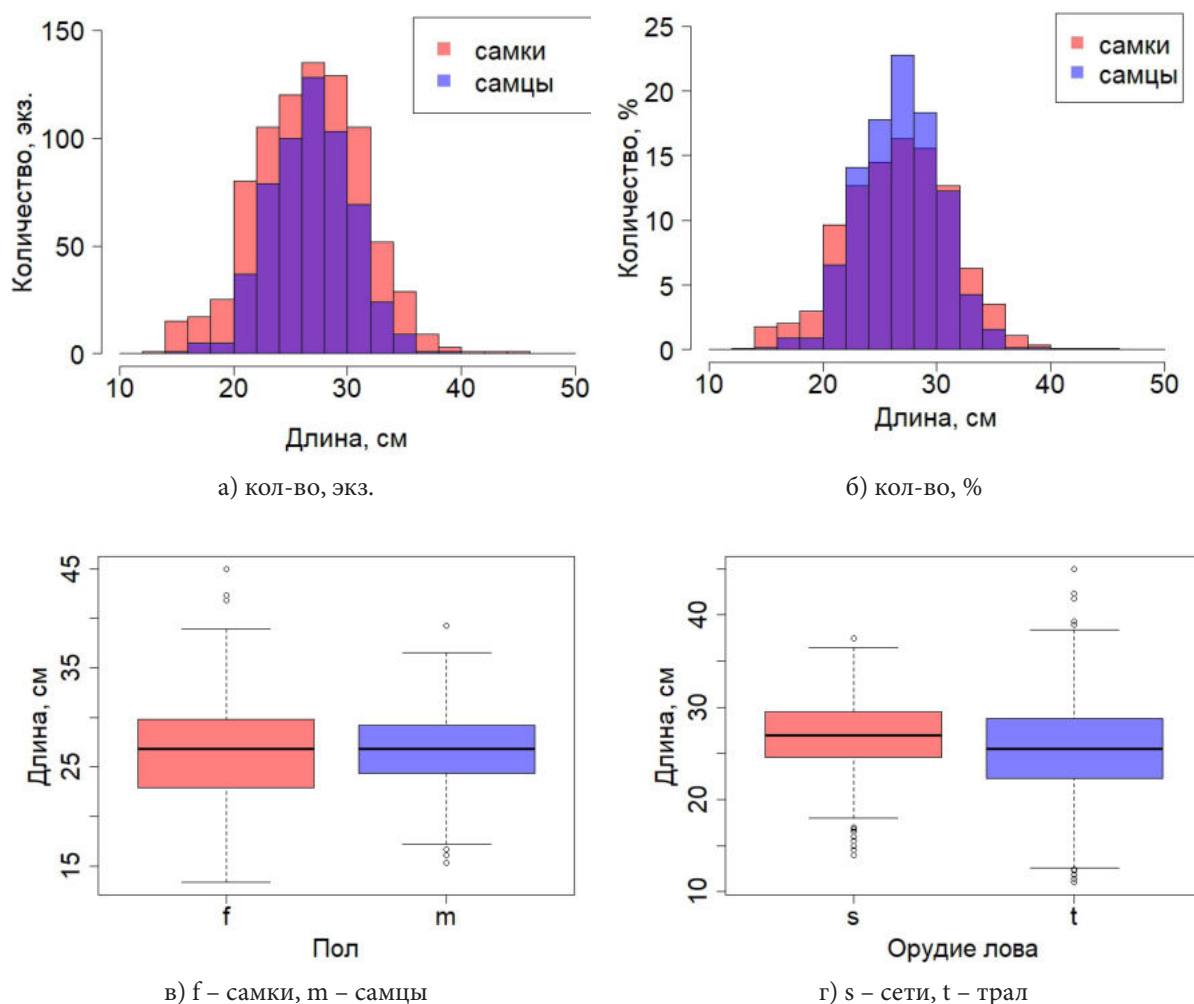 150
100
50
0
Количество, экз.
самки
самцы
10 20 30 40 50
Длина, см
а) кол-во, экз.
25
20
15
10
5
0
Количество, %
самки
самцы
10 20 30 40 50
Длина, см
б) кол-во, %
45
35
25
15
Длина, см
f m
Пол
в) f – самки, m – самцы
40
30
20
10
Длина, см
s t
Орудие лова
г) s – сети, t – трал